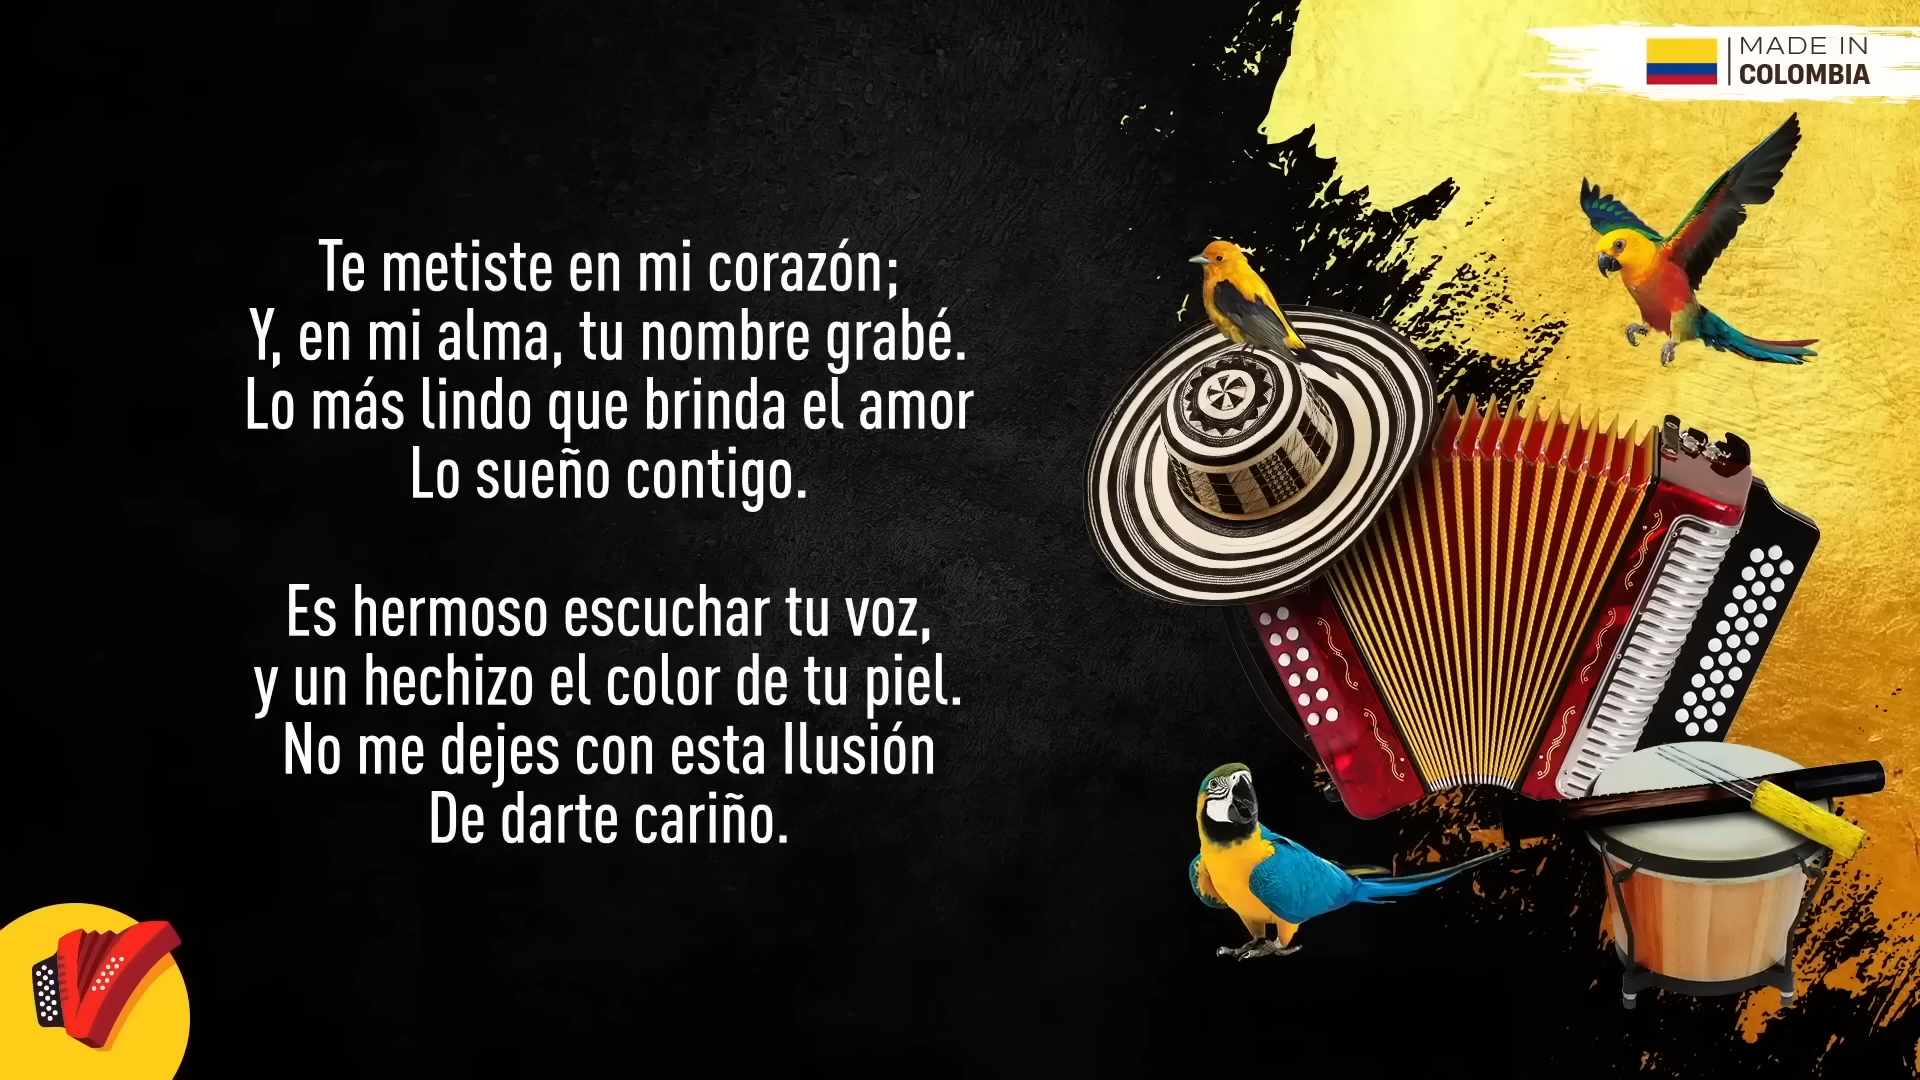 MADE IN
COLOMBIA
Te metiste en mi corazón;
Y, en mi alma, tu nombre grabé.
Lo más lindo que brinda el amor
Lo sueño contigo.
Es hermoso escuchar tu voz,
y un hechizo el color de tu piel.
No me dejes con esta Ilusión
De darte cariño.